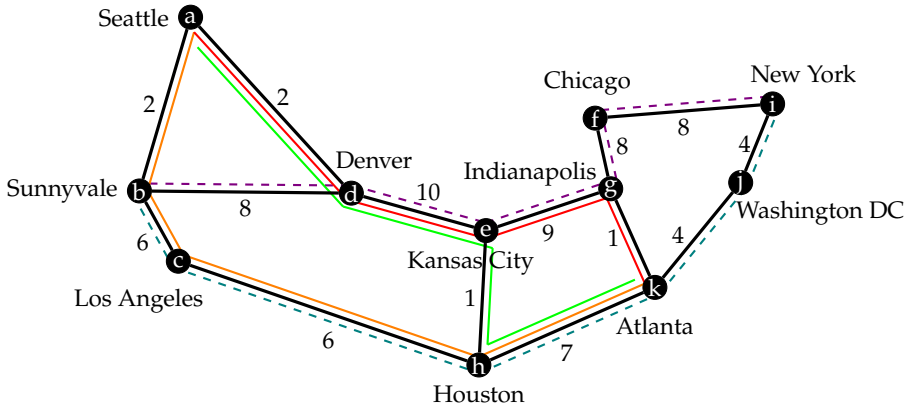 a
Seattle
New York
Chicago
i
2
2
f
8
4
8
Denver
Indianapolis
Sunnyvale
b
d
10
g
j
8
Washington DC
6
e
9
1
4
Kansas City
c
Los Angeles
1
k
6
7
Atlanta
h
Houston